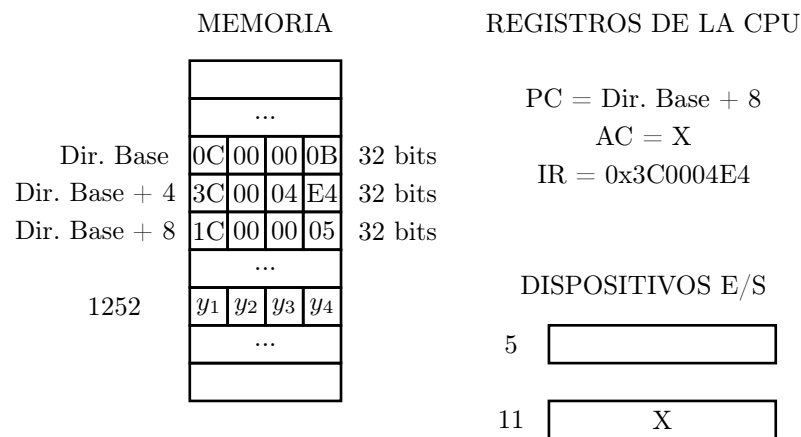 MEMORIA
...
Dir. Base 0C 00 00 0B 32 bits
Dir. Base + 4 3C 00 04 E4 32 bits
Dir. Base + 8 1C 00 00 05 32 bits
...
1252 y1 y2 y3 y4
...
REGISTROS DE LA CPU
PC = Dir. Base + 8
AC = X
IR = 0x3C0004E4
DISPOSITIVOS E/S
5
11 X